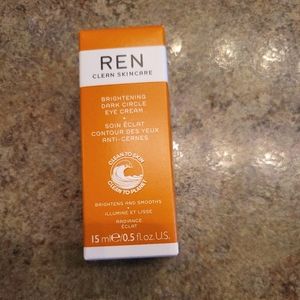 REN
CLEAN SKINCARE
BRIGHTENING
DARK CIRCLE
EYE CREAM
SOIN ÉCLAT
CONTOUR DES YEUX
ANTI-CERNES
CLEAN TO SKIN
CLEAN TO PLANET
BRIGHTENS AND SMOOTHS
ILLUMINE ET LISSE
RADIANCE
ÉCLAT
15 ml ℮/0.5 fl.oz. U.S.